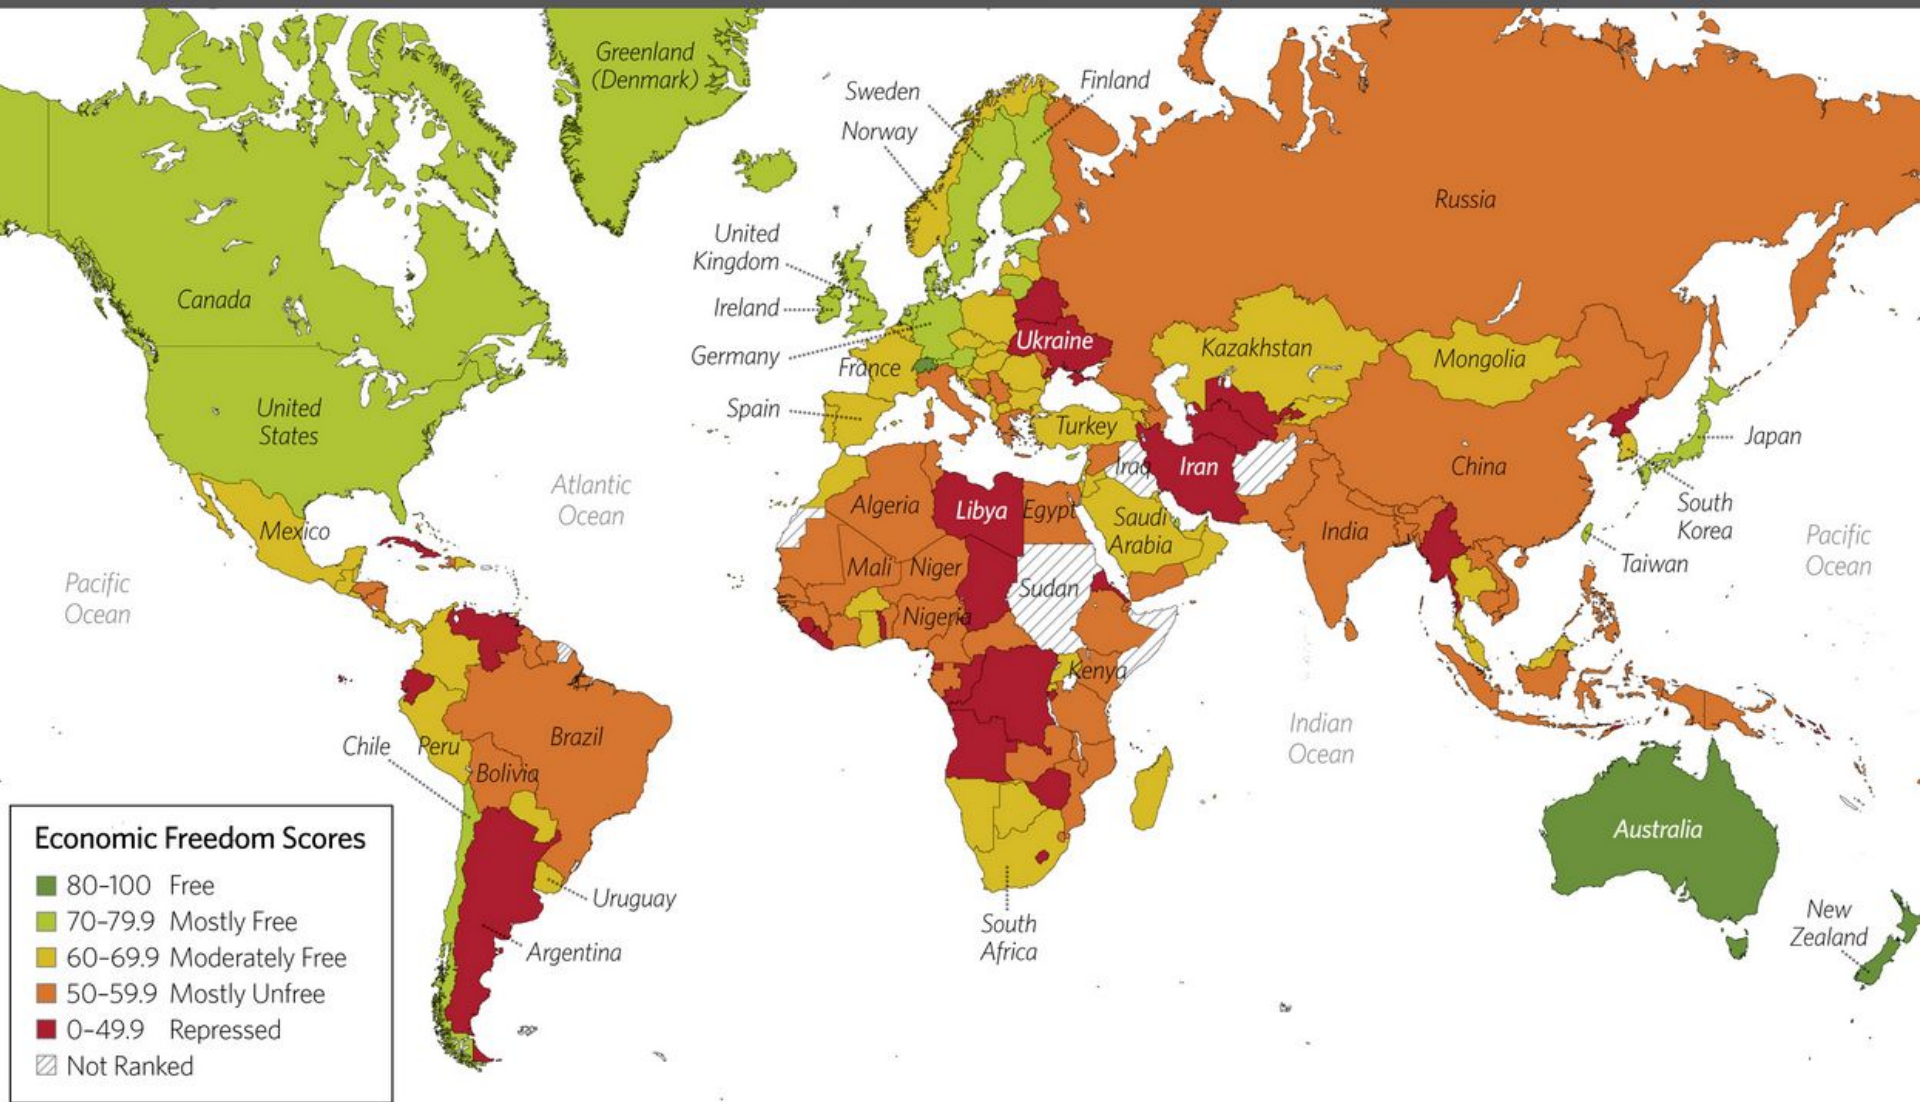 Greenland
(Denmark)
Sweden
Finland
Norway
Russia
United
Kingdom
Canada
Ireland
Ukraine
Germany
France
Kazakhstan
Mongolia
United
States
Spain
Turkey
Japan
Iraq
Iran
China
Atlantic
Ocean
South
Korea
Mexico
Algeria
Libya
Egypt
Saudi
Arabia
India
Pacific
Ocean
Taiwan
Pacific
Ocean
Mali
Niger
Sudan
Nigeria
Kenya
Indian
Ocean
Chile
Peru
Brazil
Bolivia
Australia
Economic Freedom Scores
80–100 Free
70–79.9 Mostly Free
60–69.9 Moderately Free
50–59.9 Mostly Unfree
0–49.9 Repressed
Not Ranked
Uruguay
Argentina
South
Africa
New
Zealand